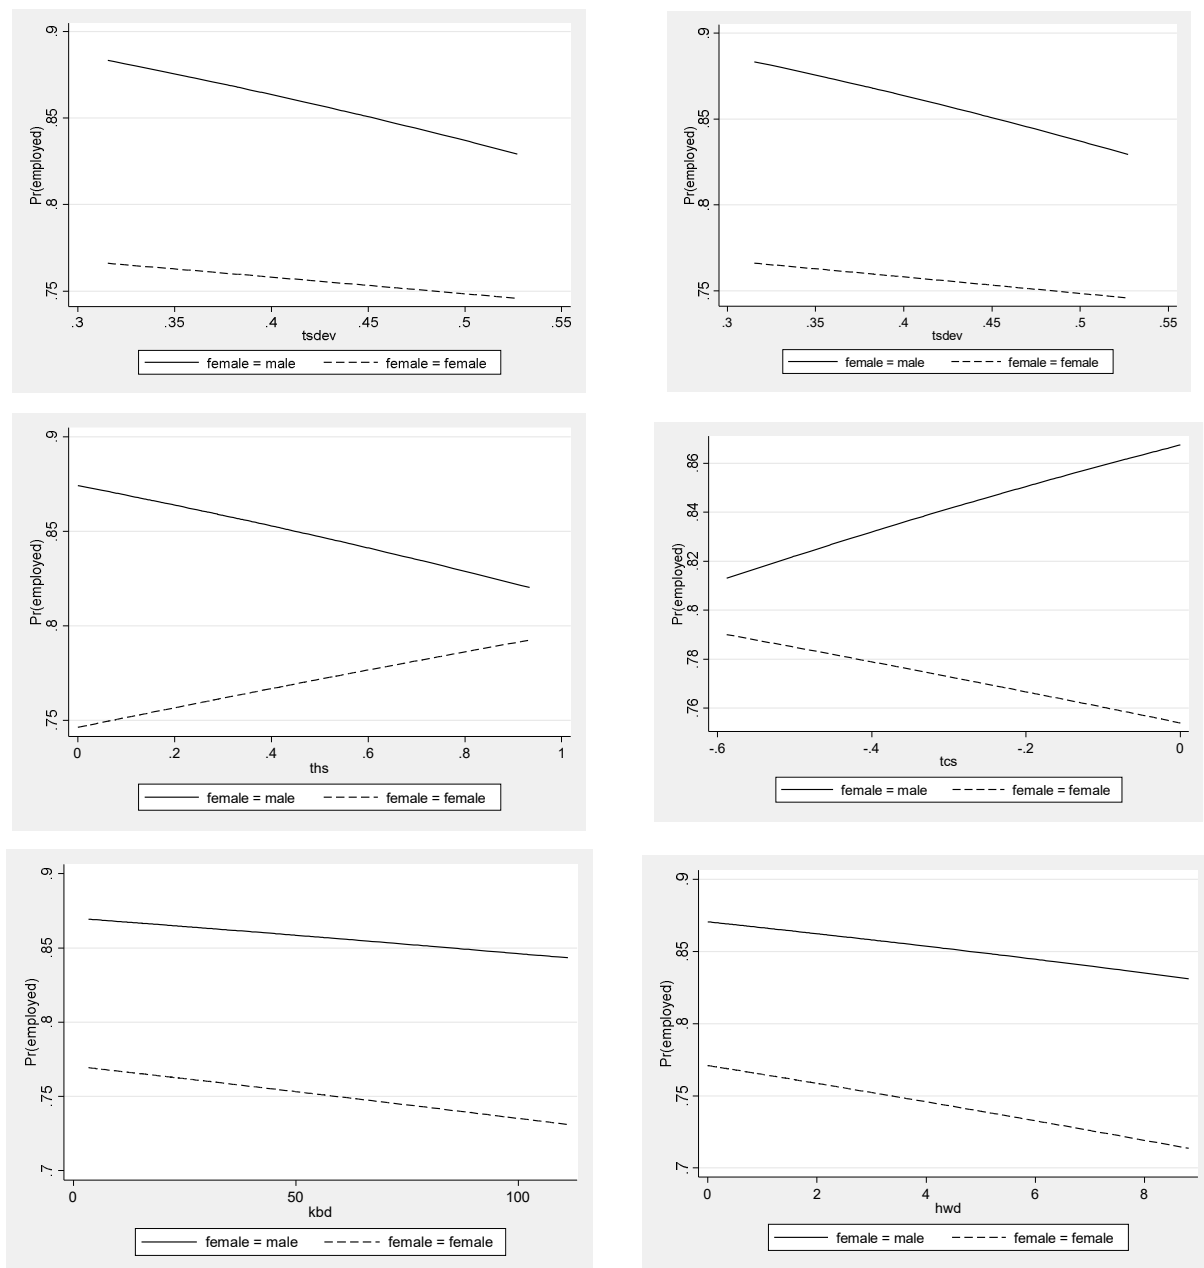 Pr(employed)
.9
.85
.8
.75
.3 .35 .4 .45 .5 .55
tsdev
female = male female = female
Pr(employed)
.9
.85
.8
.75
.3 .35 .4 .45 .5 .55
tsdev
female = male female = female
Pr(employed)
.9
.85
.8
.75
0 .2 .4 .6 .8 1
ths
female = male female = female
Pr(employed)
.86
.84
.82
.8
.78
.76
-.6 -.4 -.2 0
tcs
female = male female = female
Pr(employed)
.9
.85
.8
.75
.7
0 50 100
kbd
female = male female = female
Pr(employed)
.9
.85
.8
.75
.7
0 2 4 6 8
hwd
female = male female = female